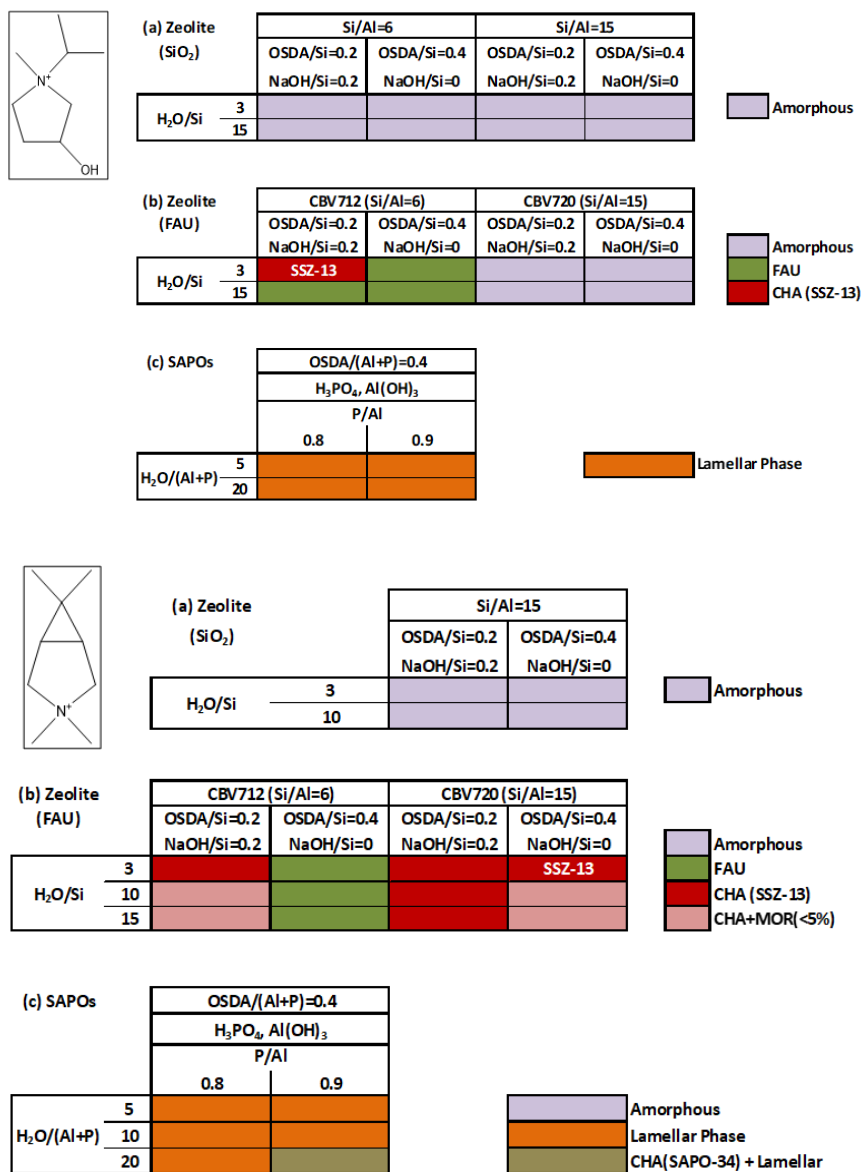 (a) Zeolite Si/Al=6 Si/Al=15
(SiO₂) OSDA/Si=0.2 OSDA/Si=0.4 OSDA/Si=0.2 OSDA/Si=0.4
N⁺ NaOH/Si=0.2 NaOH/Si=0 NaOH/Si=0.2 NaOH/Si=0
H₂O/Si 3 Amorphous
15
OH
(b) Zeolite CBV712 (Si/Al=6) CBV720 (Si/Al=15)
(FAU) OSDA/Si=0.2 OSDA/Si=0.4 OSDA/Si=0.2 OSDA/Si=0.4
NaOH/Si=0.2 NaOH/Si=0 NaOH/Si=0.2 NaOH/Si=0 Amorphous
H₂O/Si 3 SSZ-13 FAU
15 CHA (SSZ-13)
(c) SAPOs OSDA/(Al+P)=0.4
H₃PO₄, Al(OH)₃
P/Al
0.8 0.9
H₂O/(Al+P) 5 Lamellar Phase
20
(a) Zeolite Si/Al=15
(SiO₂) OSDA/Si=0.2 OSDA/Si=0.4
NaOH/Si=0.2 NaOH/Si=0
H₂O/Si 3 Amorphous
10
N⁺
(b) Zeolite CBV712 (Si/Al=6) CBV720 (Si/Al=15)
(FAU) OSDA/Si=0.2 OSDA/Si=0.4 OSDA/Si=0.2 OSDA/Si=0.4
NaOH/Si=0.2 NaOH/Si=0 NaOH/Si=0.2 NaOH/Si=0 Amorphous
H₂O/Si 3 SSZ-13 FAU
10 CHA (SSZ-13)
15 CHA+MOR(<5%)
(c) SAPOs OSDA/(Al+P)=0.4
H₃PO₄, Al(OH)₃
P/Al
0.8 0.9
H₂O/(Al+P) 5 Amorphous
10 Lamellar Phase
20 CHA(SAPO-34) + Lamellar